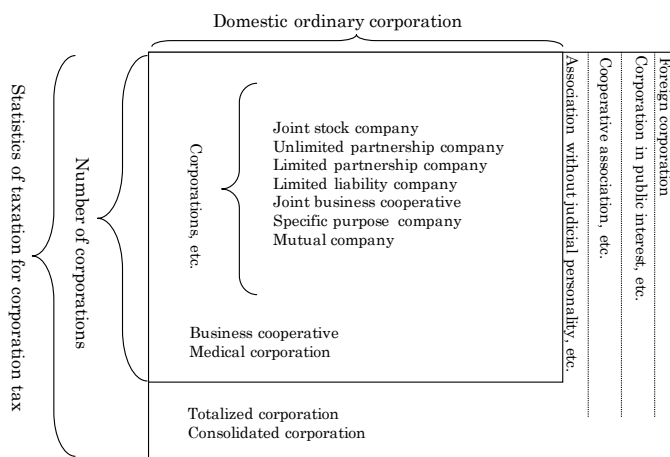 Domestic ordinary corporation
Statistics of taxation for corporation tax
Number of corporations
Corporations, etc.
Joint stock company
Unlimited partnership company
Limited partnership company
Limited liability company
Joint business cooperative
Specific purpose company
Mutual company
Business cooperative
Medical corporation
Totalized corporation
Consolidated corporation
Association without judicial personality, etc.
Cooperative association, etc.
Corporation in public interest, etc.
Foreign corporation